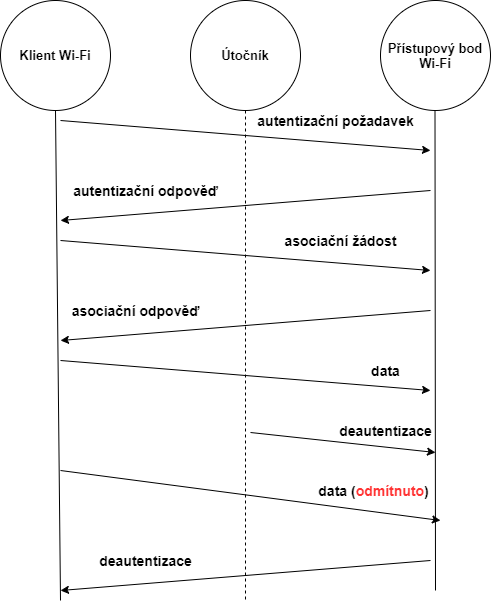 Klient Wi-Fi
Útočník
Přístupový bod
Wi-Fi
autentizační požadavek
autentizační odpověď
asociační žádost
asociační odpověď
data
deautentizace
data (odmítnuto)
deautentizace